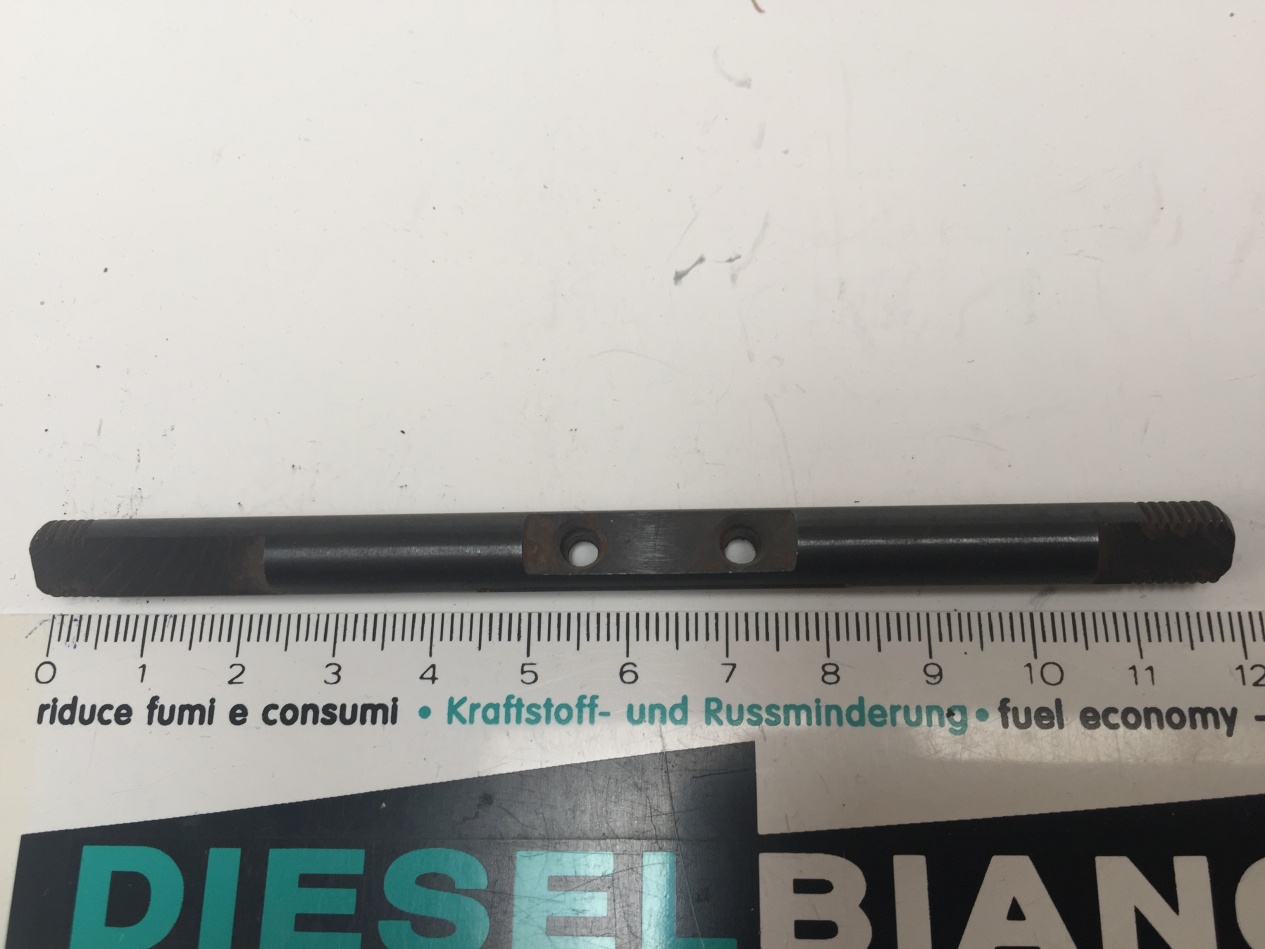 0 1 2 3 4 5 6 7 8 9 10 11 12
riduce fumi e consumi • Kraftstoff- und Russminderung • fuel economy -
DIESEL BIANC